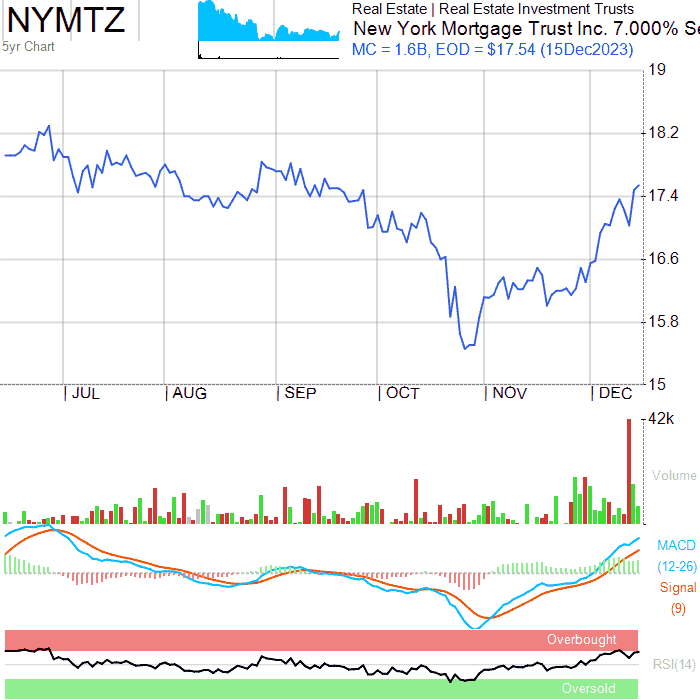 NYMTZ
5yr Chart
Real Estate | Real Estate Investment Trusts
New York Mortgage Trust Inc. 7.000% Se
MC = 1.6B, EOD = $17.54 (15Dec2023)
19
18.2
17.4
16.6
15.8
15
JUL
AUG
SEP
OCT
NOV
DEC
42k
Volume
MACD
(12-26)
Signal
(9)
Overbought
RSI(14)
Oversold